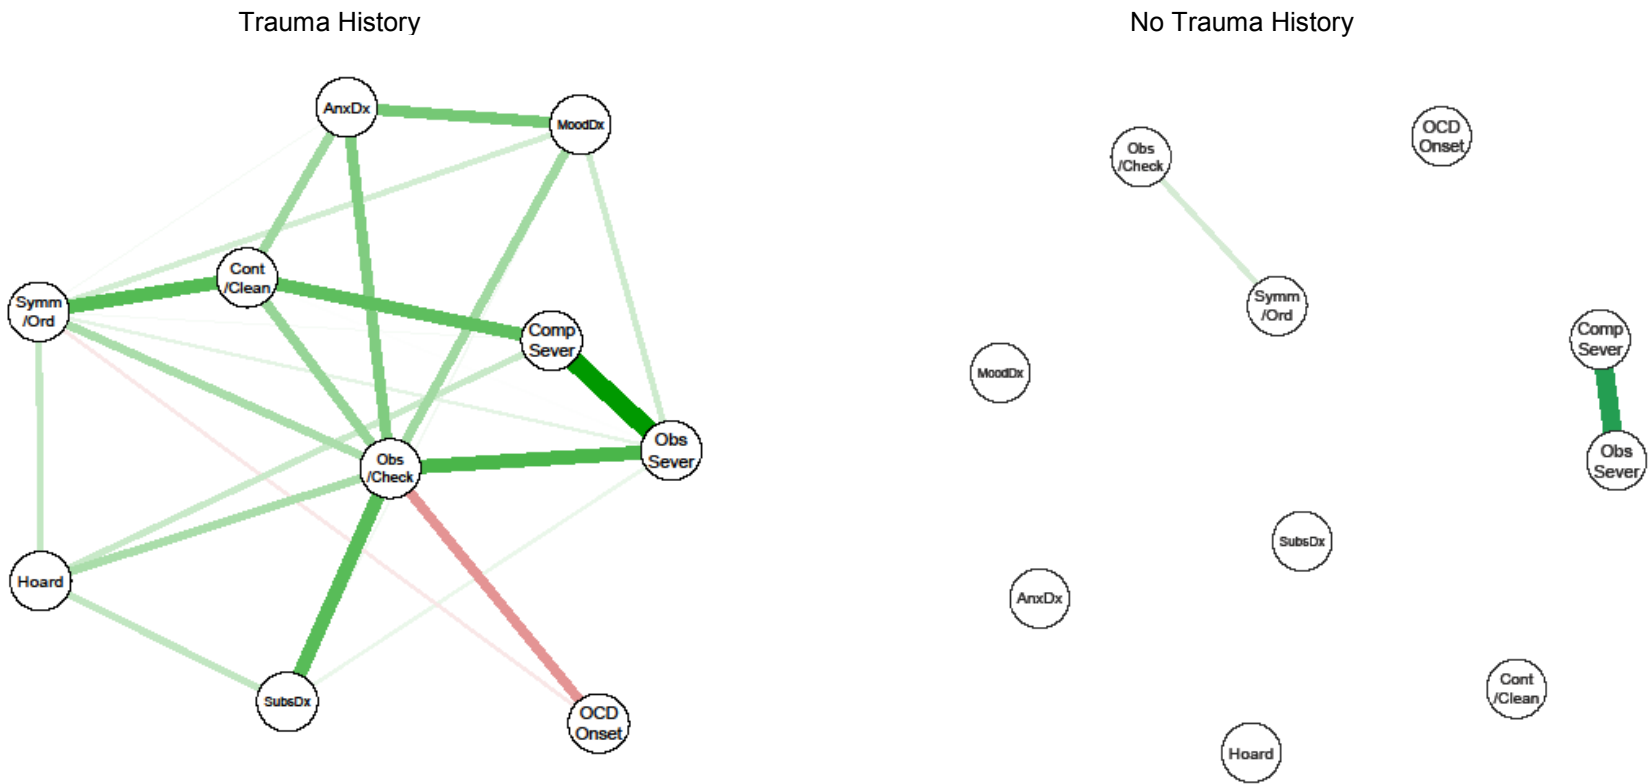 Trauma History
No Trauma History
AnxDx
MoodDx
Cont
/Clean
Symm
/Ord
Comp
Sever
Obs
Sever
Obs
/Check
Hoard
SubsDx
OCD
Onset
OCD
Onset
Obs
/Check
Symm
/Ord
Comp
Sever
MoodDx
Obs
Sever
SubsDx
AnxDx
Cont
/Clean
Hoard